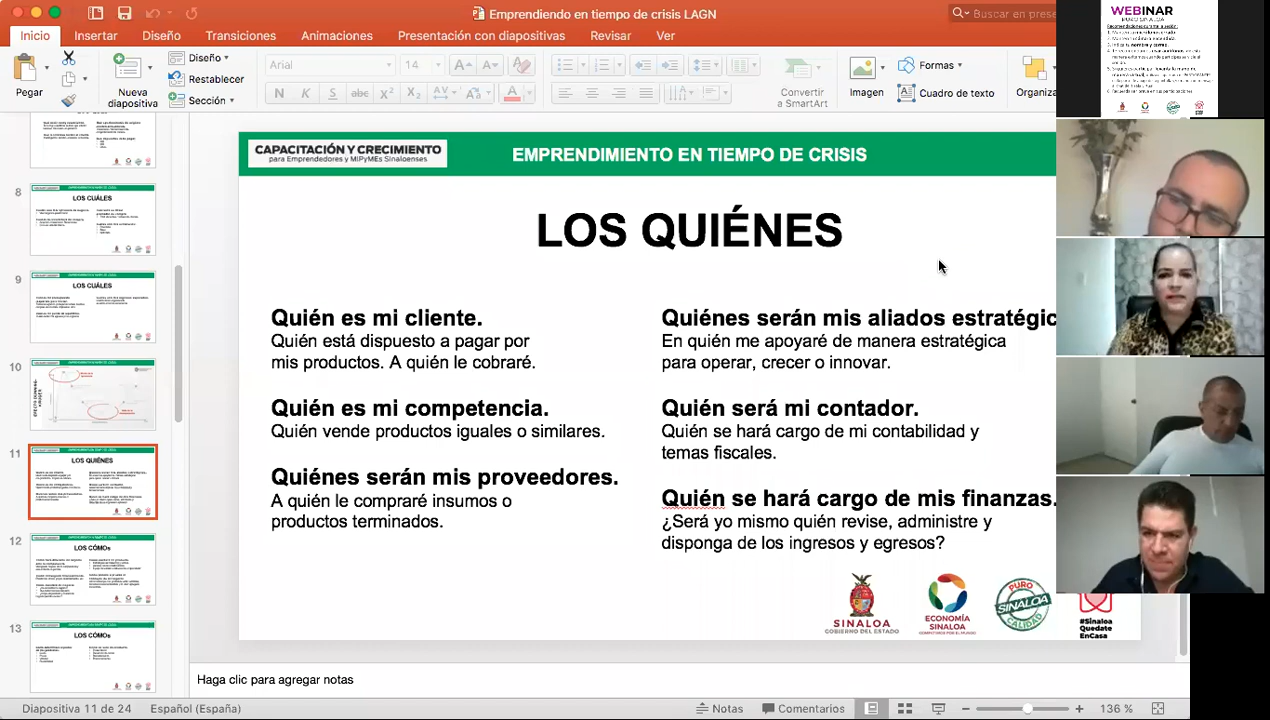 Emprendiendo en tiempo de crisis LAGN
Buscar en prese
Inicio
Insertar
Diseño
Transiciones
Animaciones
Presentación con diapositivas
Revisar
Ver
Pegar
Nueva
diapositiva
Diseño
Restablecer
Sección
Arial
14
N K S abc X² X₂
Convertir
a SmartArt
Imagen
Formas
Cuadro de texto
Organiza
8
LOS CUÁLES
9
LOS CUÁLES
10
11
LOS QUIÉNES
12
LOS CÓMOs
13
LOS CÓMOs
CAPACITACIÓN Y CRECIMIENTO
para Emprendedores y MIPyMEs Sinaloenses
EMPRENDIMIENTO EN TIEMPO DE CRISIS
LOS QUIÉNES
Quién es mi cliente.
Quién está dispuesto a pagar por
mis productos. A quién le cobraré.
Quién es mi competencia.
Quién vende productos iguales o similares.
Quiénes serán mis proveedores.
A quién le compraré insumos o
productos terminados.
Quiénes serán mis aliados estratégic
En quién me apoyaré de manera estratégica
para operar, crecer o innovar.
Quién será mi contador.
Quién se hará cargo de mi contabilidad y
temas fiscales.
Quién se hará cargo de mis finanzas.
¿Será yo mismo quién revise, administre y
disponga de los ingresos y egresos?
SINALOA
GOBIERNO DEL ESTADO
ECONOMÍA
SINALOA
PURO
SINALOA
CALIDAD
#Sinaloa
Quedate
EnCasa
WEBINAR
PURO SINALOA
Haga clic para agregar notas
Diapositiva 11 de 24
Español (España)
Notas
Comentarios
136 %